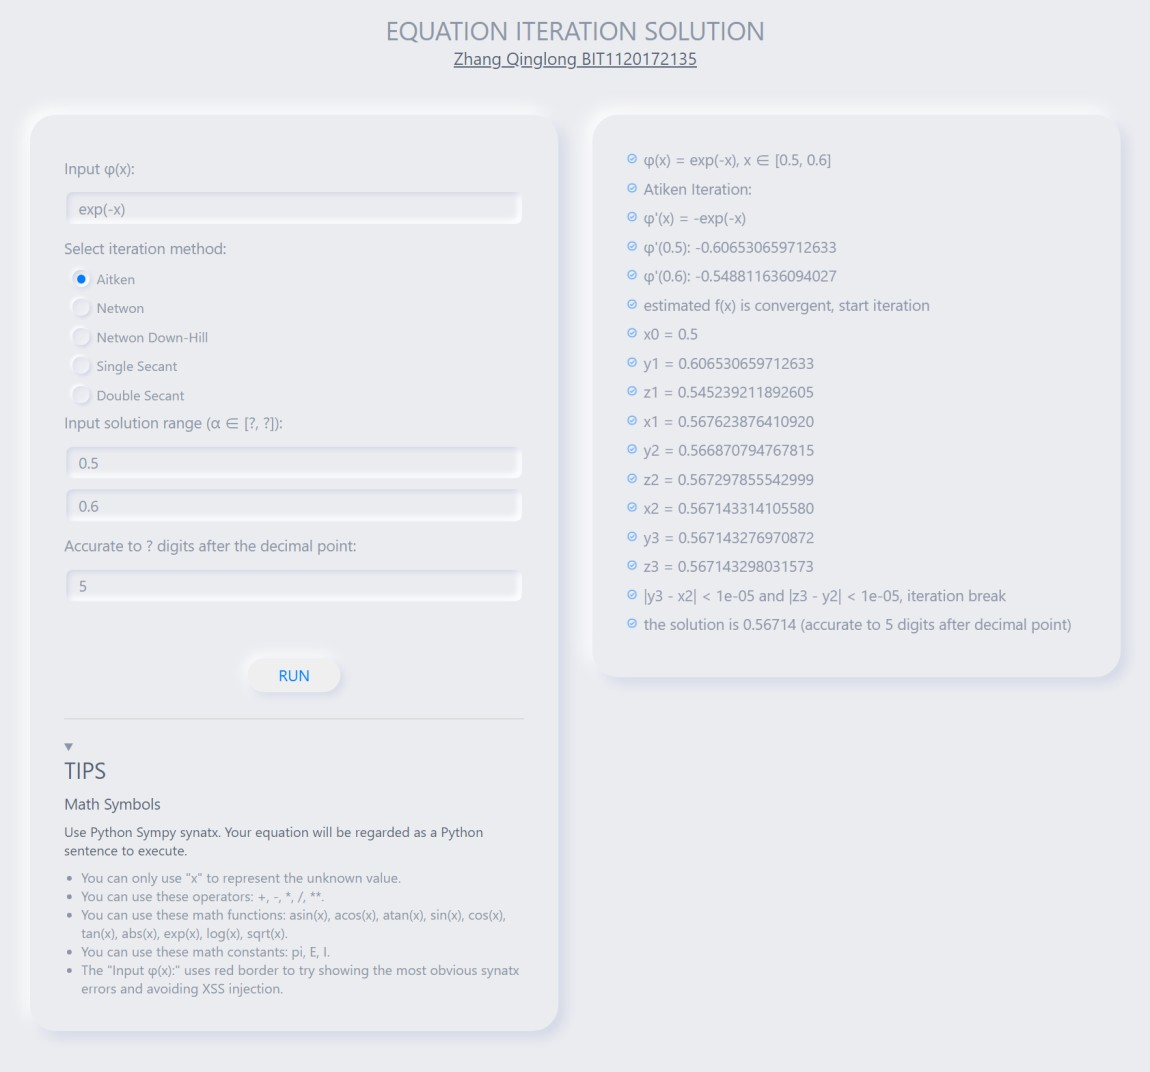 EQUATION ITERATION SOLUTION
Zhang Qinglong BIT1120172135
Input φ(x):
exp(-x)
Select iteration method:
Aitken
Netwon
Netwon Down-Hill
Single Secant
Double Secant
Input solution range (α ∈ [?, ?]):
0.5
0.6
Accurate to ? digits after the decimal point:
5
RUN
▼
TIPS
Math Symbols
Use Python Sympy synatx. Your equation will be regarded as a Python
sentence to execute.
• You can only use "x" to represent the unknown value.
• You can use these operators: +, -, *, /, **.
• You can use these math functions: asin(x), acos(x), atan(x), sin(x), cos(x),
tan(x), abs(x), exp(x), log(x), sqrt(x).
• You can use these math constants: pi, E, I.
• The "Input φ(x):" uses red border to try showing the most obvious synatx
errors and avoiding XSS injection.
φ(x) = exp(-x), x ∈ [0.5, 0.6]
Atiken Iteration:
φ'(x) = -exp(-x)
φ'(0.5): -0.606530659712633
φ'(0.6): -0.548811636094027
estimated f(x) is convergent, start iteration
x0 = 0.5
y1 = 0.606530659712633
z1 = 0.545239211892605
x1 = 0.567623876410920
y2 = 0.566870794767815
z2 = 0.567297855542999
x2 = 0.567143314105580
y3 = 0.567143276970872
z3 = 0.567143298031573
|y3 - x2| < 1e-05 and |z3 - y2| < 1e-05, iteration break
the solution is 0.56714 (accurate to 5 digits after decimal point)